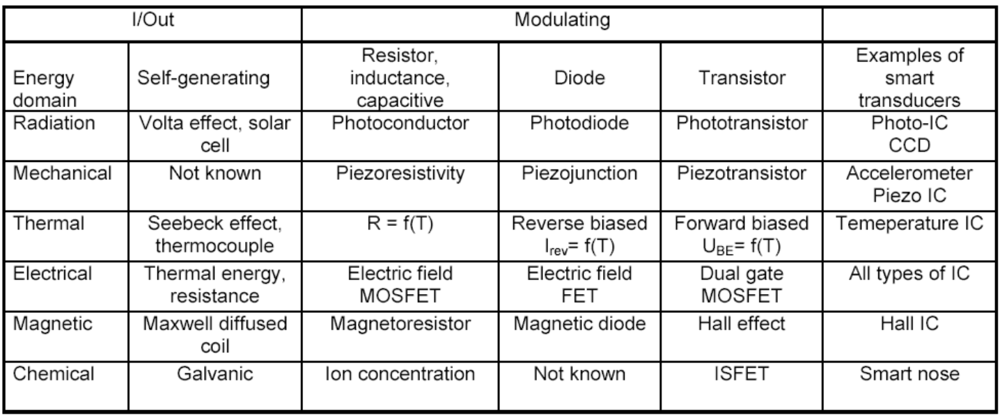 I/Out
Modulating
Energy
domain
Self-generating
Resistor,
inductance,
capacitive
Diode
Transistor
Examples of
smart
transducers
Radiation
Volta effect, solar
cell
Photoconductor
Photodiode
Phototransistor
Photo-IC
CCD
Mechanical
Not known
Piezoresistivity
Piezojunction
Piezotransistor
Accelerometer
Piezo IC
Thermal
Seebeck effect,
thermocouple
R = f(T)
Reverse biased
Irev= f(T)
Forward biased
UBE= f(T)
Temeperature IC
Electrical
Thermal energy,
resistance
Electric field
MOSFET
Electric field
FET
Dual gate
MOSFET
All types of IC
Magnetic
Maxwell diffused
coil
Magnetoresistor
Magnetic diode
Hall effect
Hall IC
Chemical
Galvanic
Ion concentration
Not known
ISFET
Smart nose